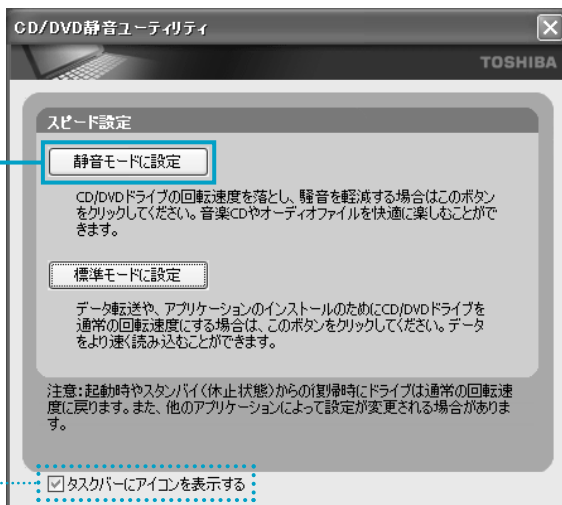 CD/DVD静音ユーティリティ
TOSHIBA
スピード設定
静音モードに設定
CD/DVDドライブの回転速度を落とし、騒音を軽減する場合はこのボタン
をクリックしてください。音楽CDやオーディオファイルを快適に楽しむことがで
きます。
標準モードに設定
データ転送や、アプリケーションのインストールのためにCD/DVDドライブを
通常の回転速度にする場合は、このボタンをクリックしてください。データ
をより速く読み込むことができます。
注意:起動時やスタンバイ(休止状態)からの復帰時にドライブは通常の回転速
度に戻ります。また、他のアプリケーションによって設定が変更される場合がありま
す。
タスクバーにアイコンを表示する